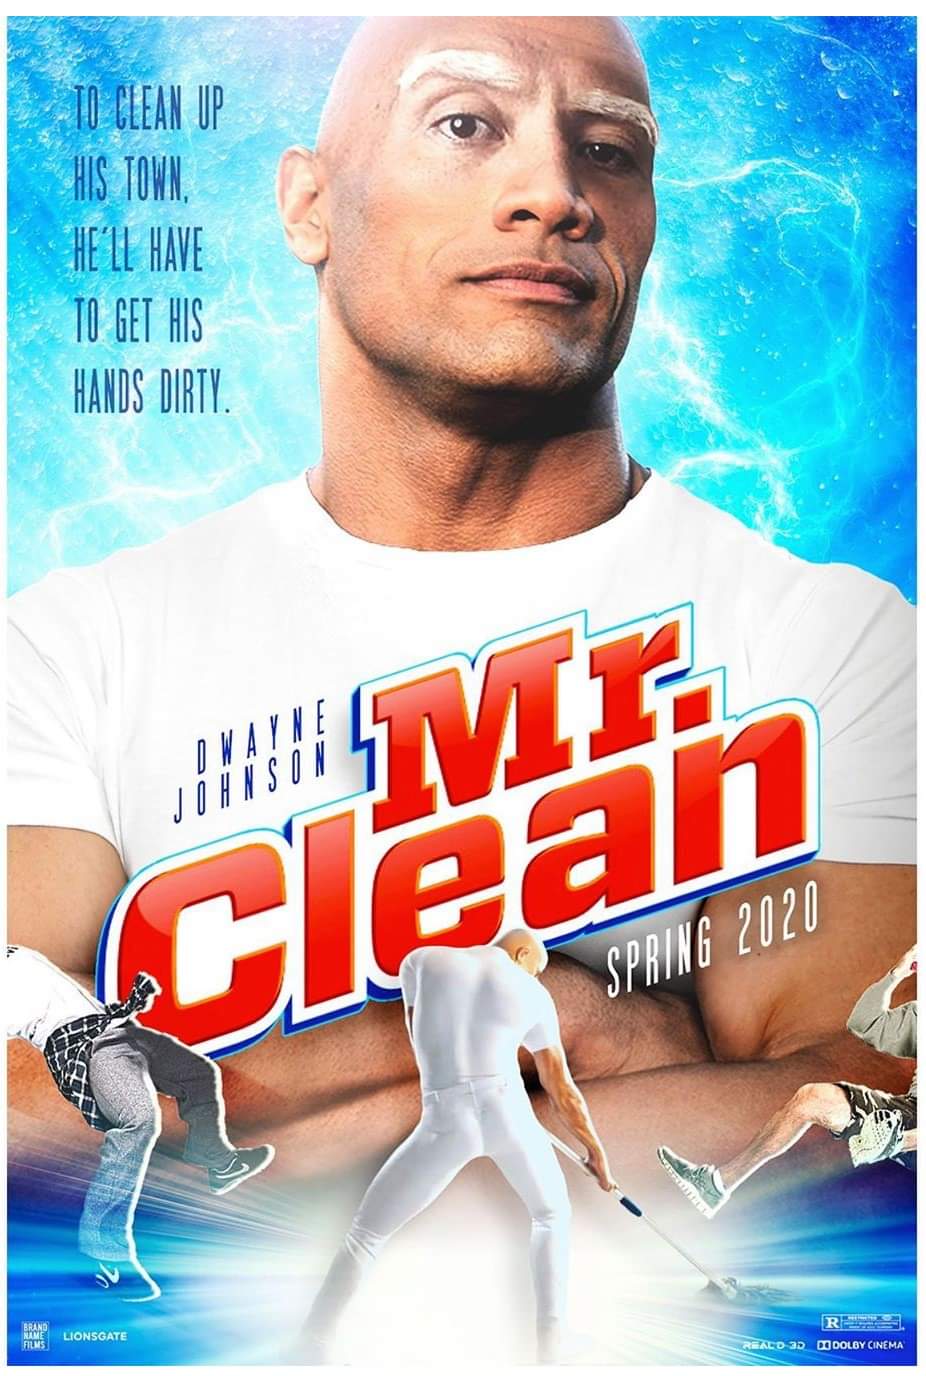 TO CLEAN UP
HIS TOWN,
HE'LL HAVE
TO GET HIS
HANDS DIRTY.
DWAYNE
JOHNSON
Mr.
Clean
SPRING 2020
BRAND
NAME
FILMS
LIONSGATE
R RESTRICTED
REAL D 3D DOLBY CINEMA